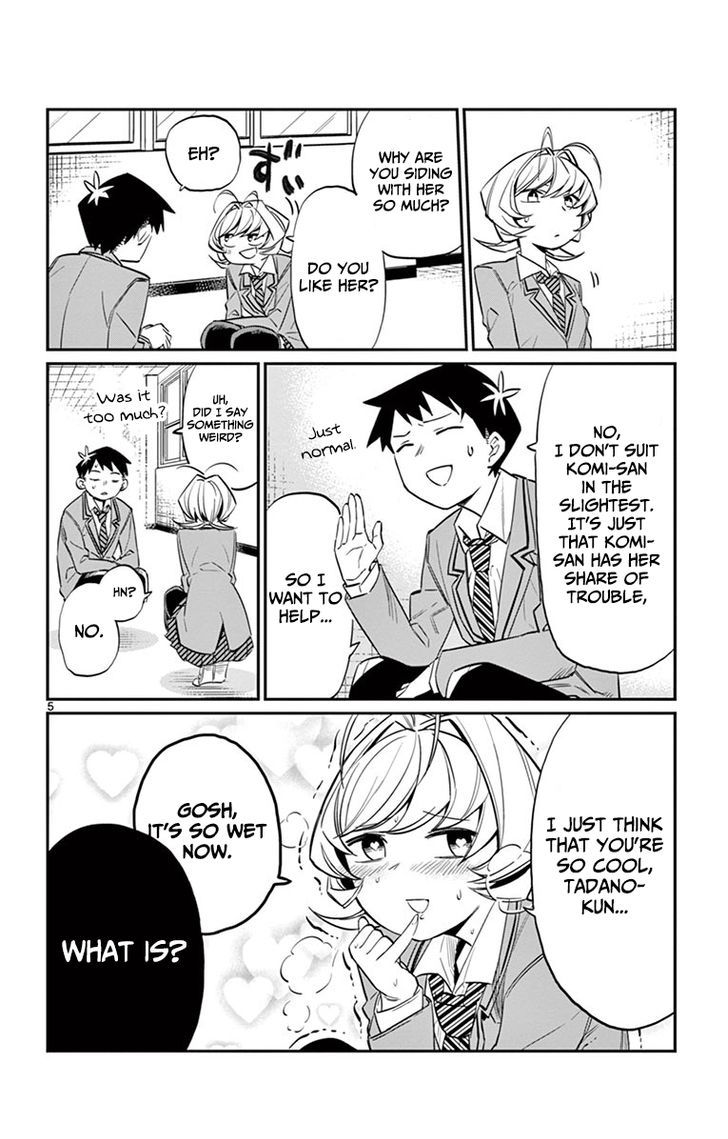 WHY ARE
YOU SIDING
WITH HER
SO MUCH?
DO YOU
LIKE HER?
ずい
EH?
NO,
I DON'T SUIT
KOMI-SAN
IN THE
SLIGHTEST.
IT'S JUST
THAT KOMI-
SAN HAS HER
SHARE OF
TROUBLE,
Just
normal.
SO I
WANT TO
HELP...
UH,
DID I SAY
SOMETHING
WEIRD?
Was it
too much?
HN?
NO.
5
I JUST THINK
THAT YOU'RE
SO COOL,
TADANO-
KUN...
GOSH,
IT'S SO WET
NOW.
WHAT IS?